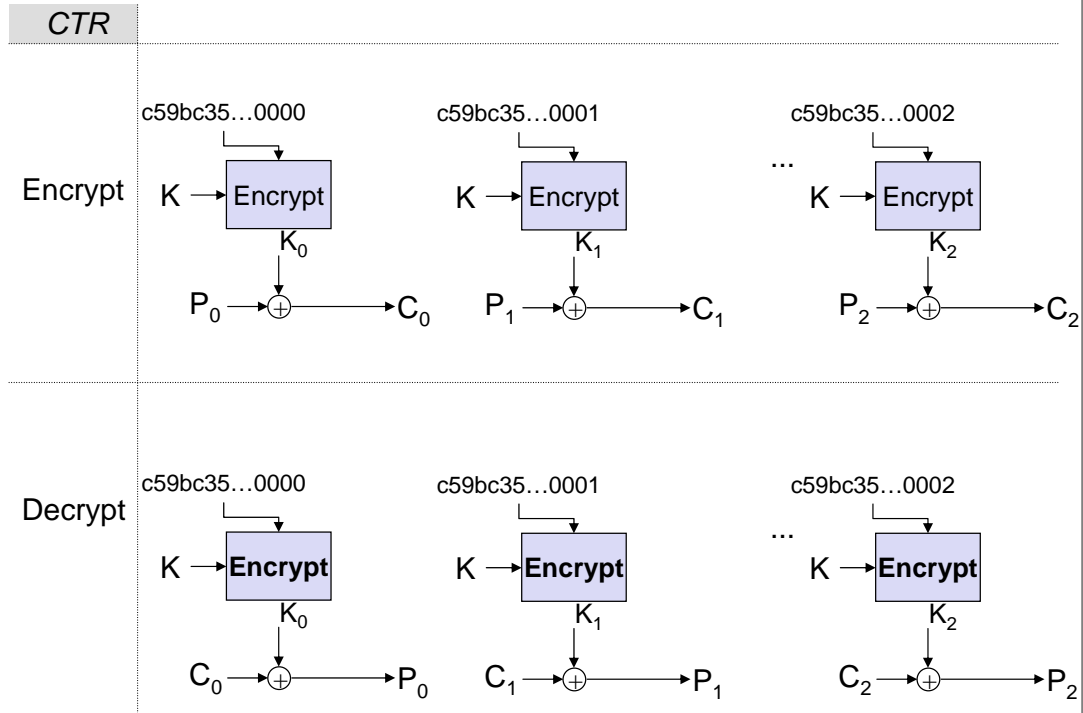 CTR
c59bc35…0000 c59bc35…0001 c59bc35…0002
...
Encrypt K Encrypt K Encrypt K Encrypt
K₀ K₁ K₂
P₀ + C₀ P₁ + C₁ P₂ + C₂
c59bc35…0000 c59bc35…0001 c59bc35…0002
Decrypt
...
K Encrypt K Encrypt K Encrypt
K₀ K₁ K₂
C₀ + P₀ C₁ + P₁ C₂ + P₂